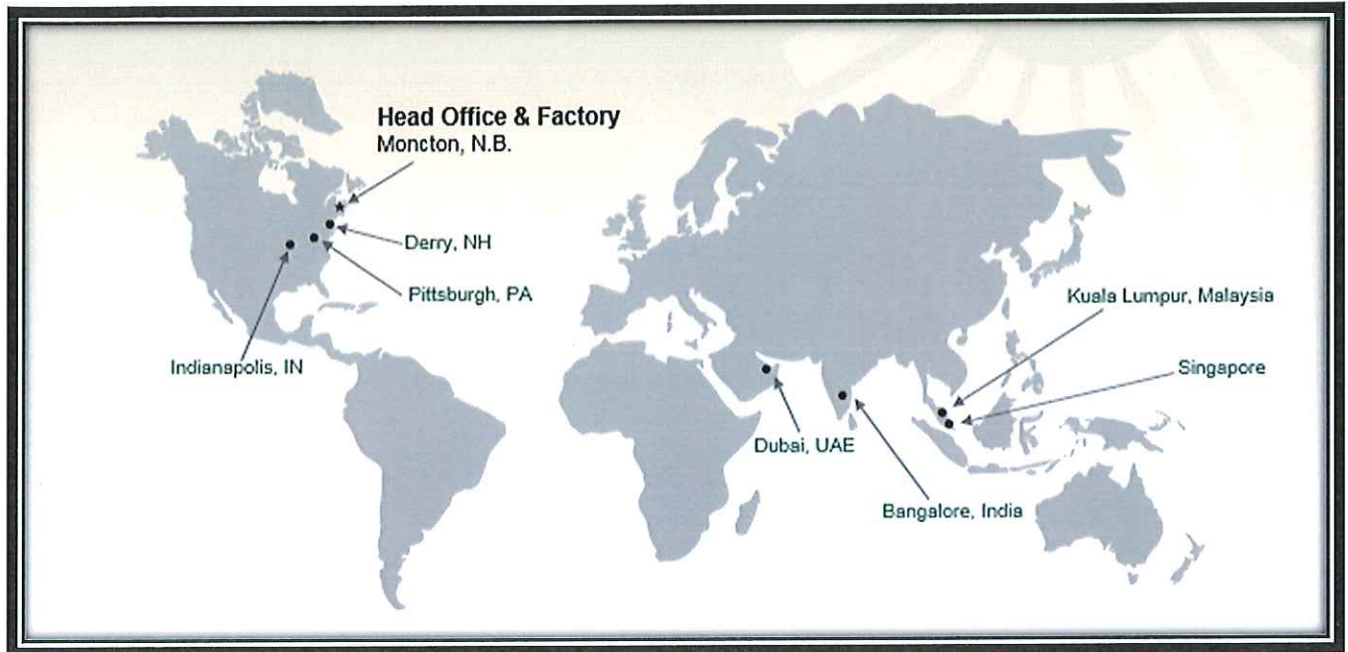 Head Office & Factory
Moncton, N.B.
Derry, NH
Pittsburgh, PA
Indianapolis, IN
Kuala Lumpur, Malaysia
Singapore
Dubai, UAE
Bangalore, India